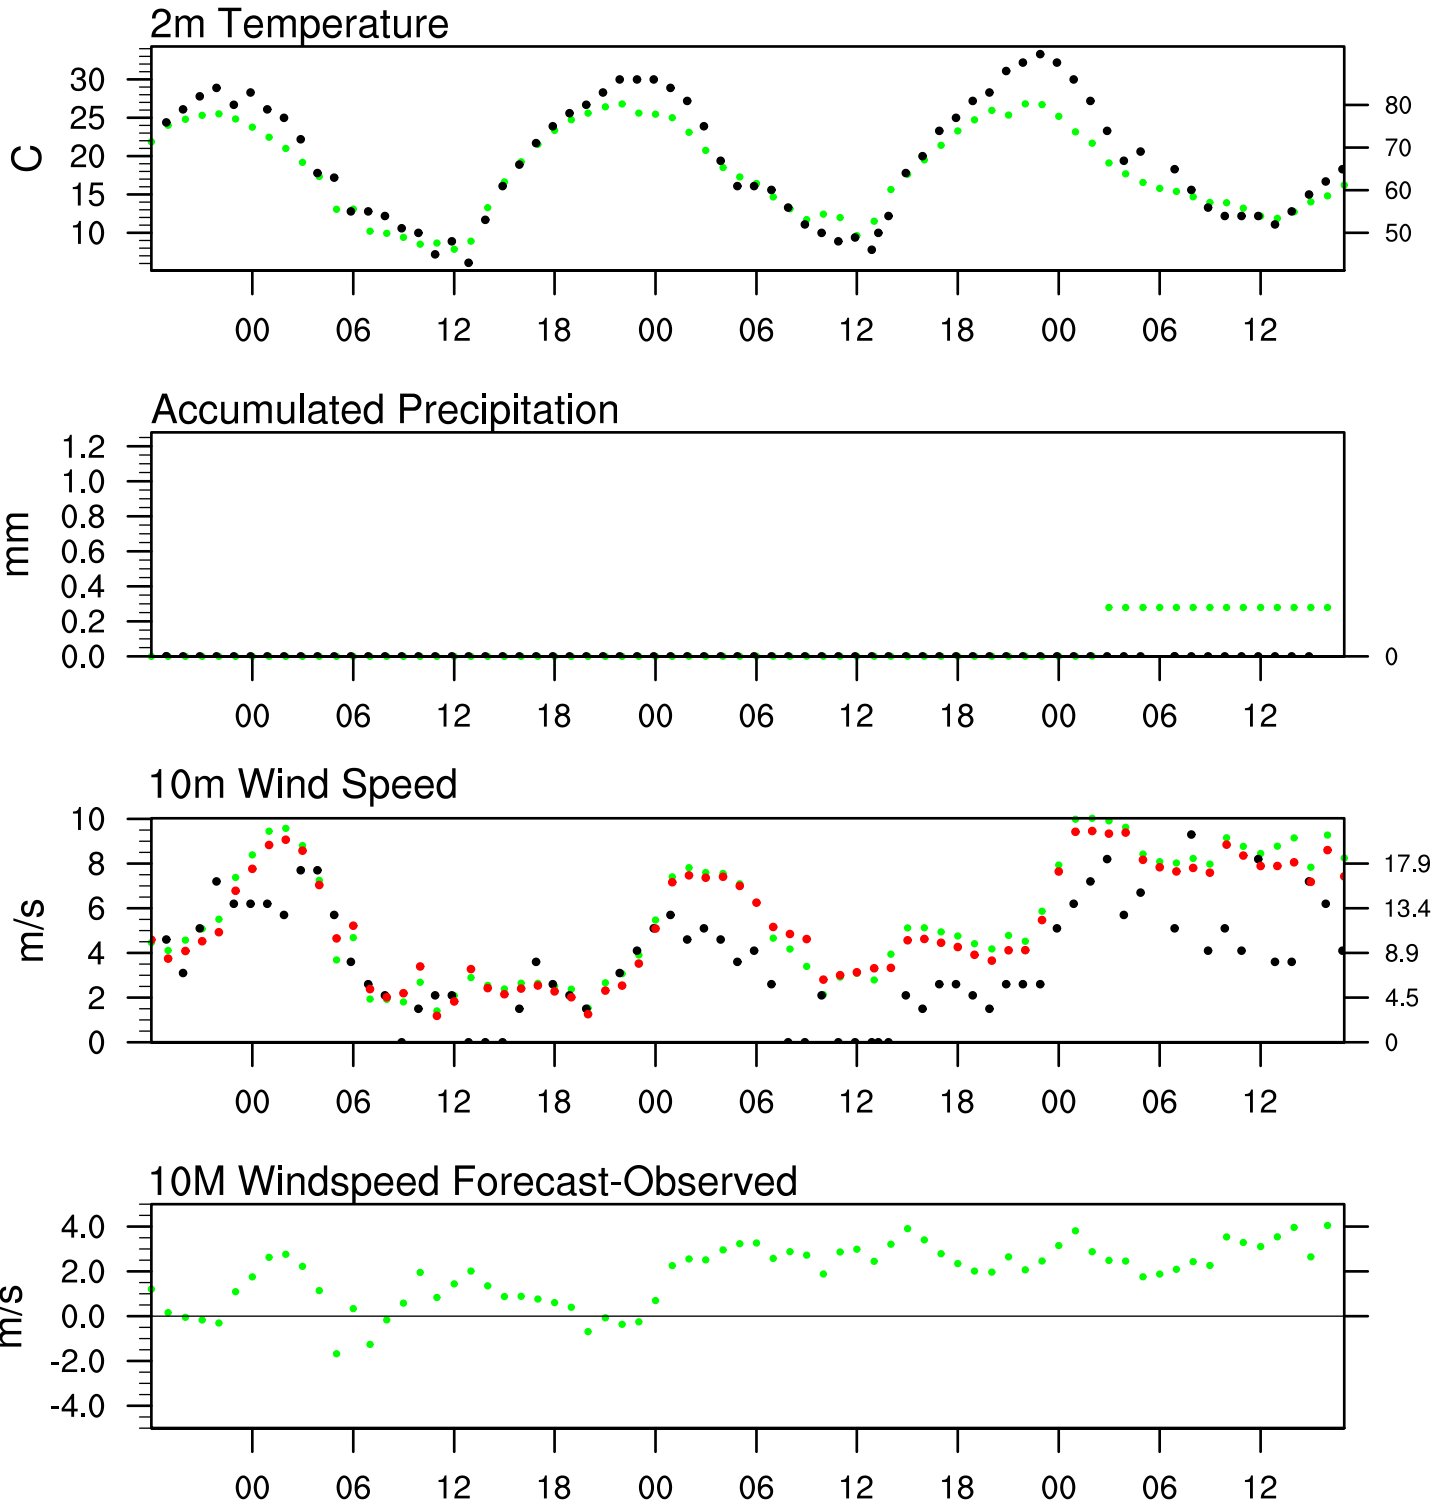 2m Temperature
C
30
25
20
15
10
80
70
60
50
00 06 12 18 00 06 12 18 00 06 12
Accumulated Precipitation
mm
1.2
1.0
0.8
0.6
0.4
0.2
0.0
0
00 06 12 18 00 06 12 18 00 06 12
10m Wind Speed
m/s
10
8
6
4
2
0
17.9
13.4
8.9
4.5
0
00 06 12 18 00 06 12 18 00 06 12
10M Windspeed Forecast-Observed
m/s
4.0
2.0
0.0
-2.0
-4.0
00 06 12 18 00 06 12 18 00 06 12